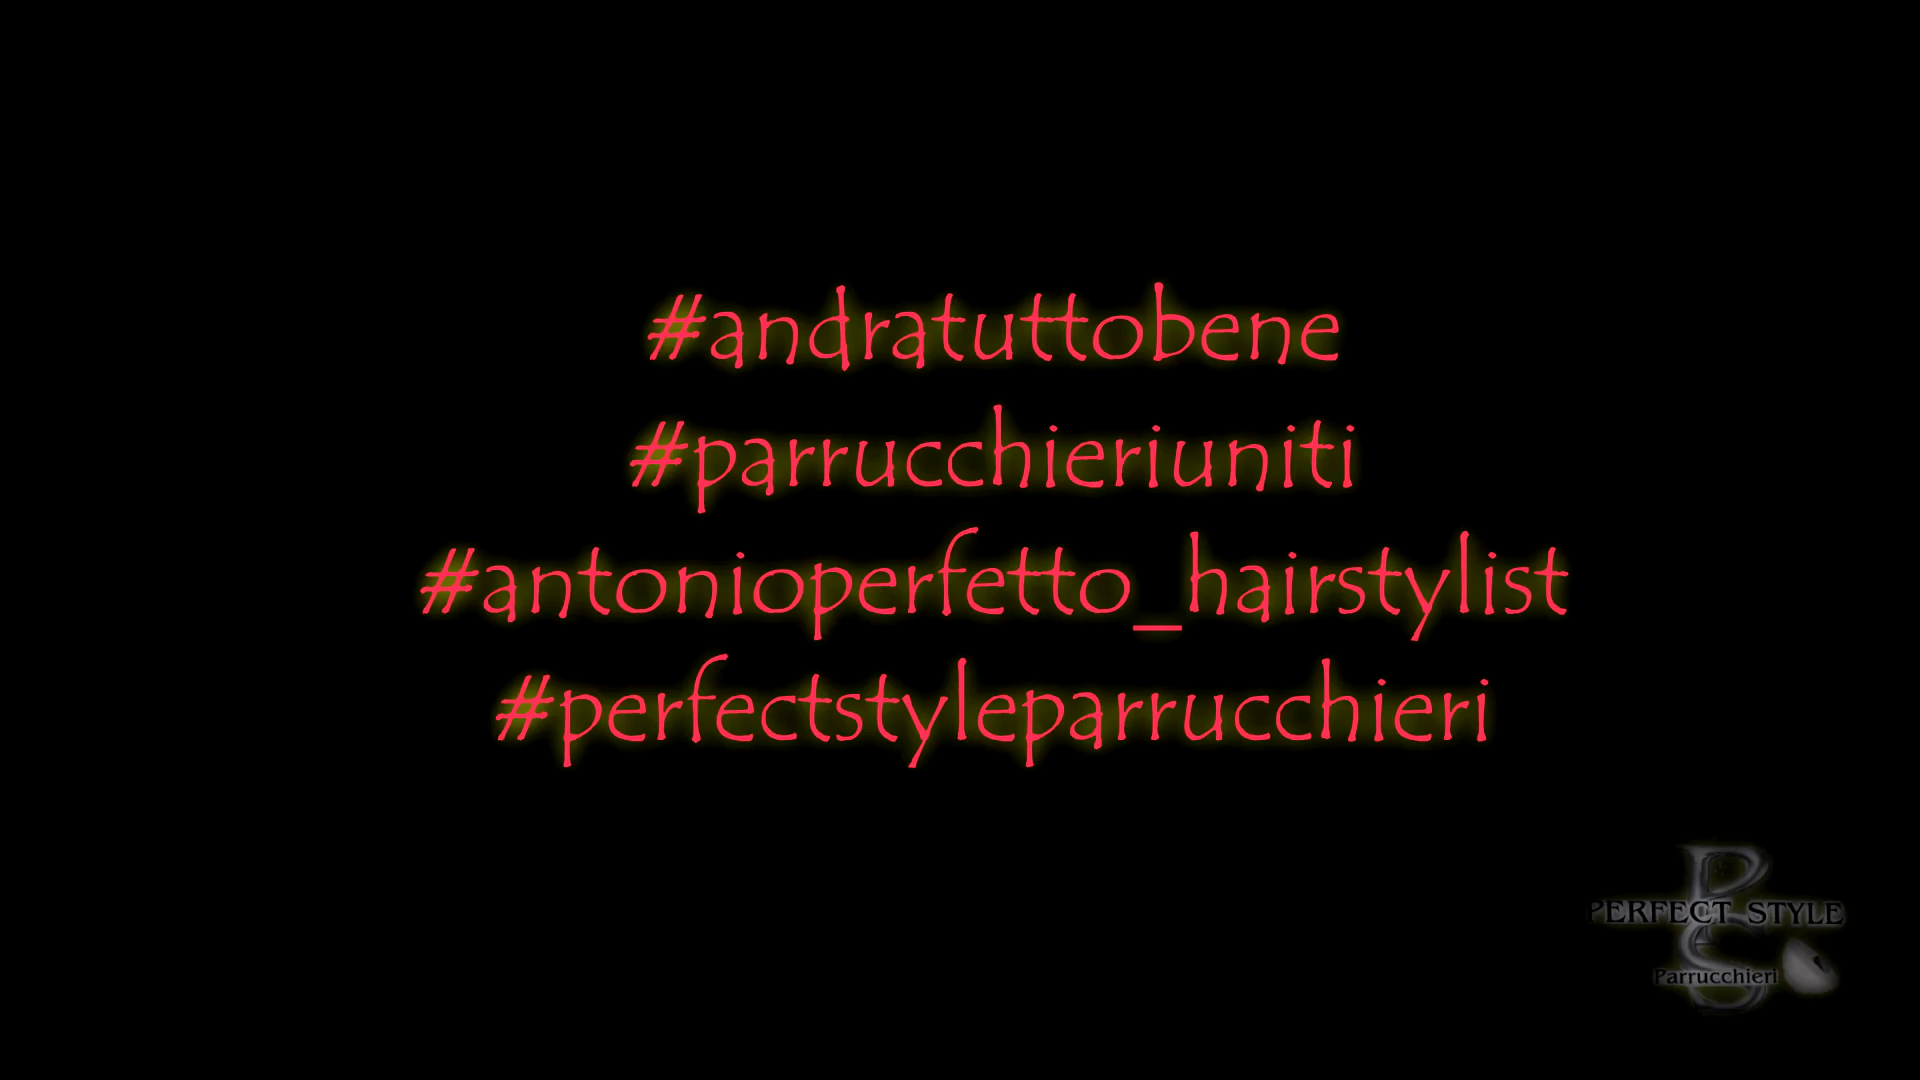 #andratuttobene
#parrucchieriuniti
#antonioperfetto_hairstylist
#perfectstyleparrucchieri
PERFECT STYLE
Parrucchieri